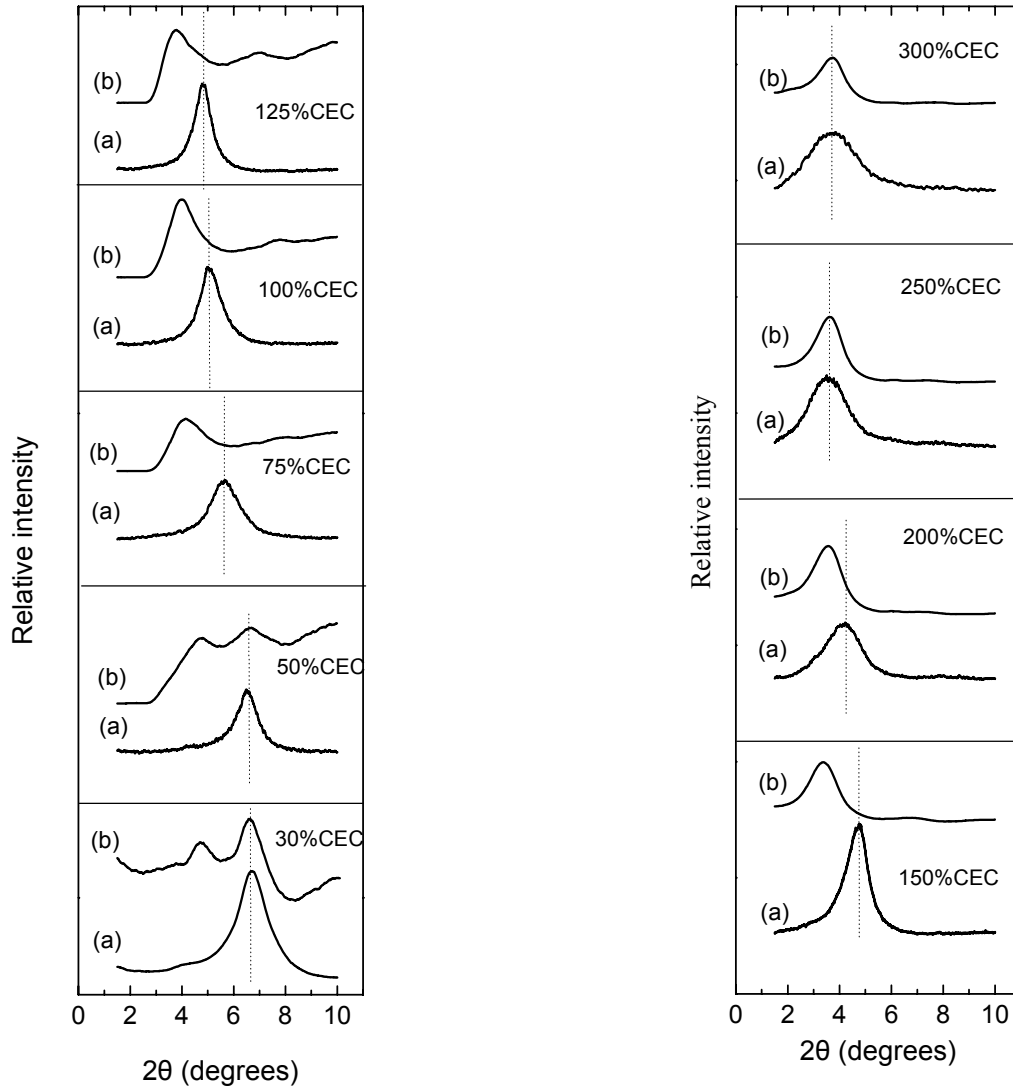 (b)
125%CEC
(a)
(b)
100%CEC
(a)
(b)
75%CEC
(a)
(b)
50%CEC
(a)
(b)
30%CEC
(a)
0 2 4 6 8 10
2θ (degrees)
Relative intensity
300%CEC
(b)
(a)
250%CEC
(b)
(a)
200%CEC
(b)
(a)
(b)
150%CEC
(a)
0 2 4 6 8 10
2θ (degrees)
Relative intensity